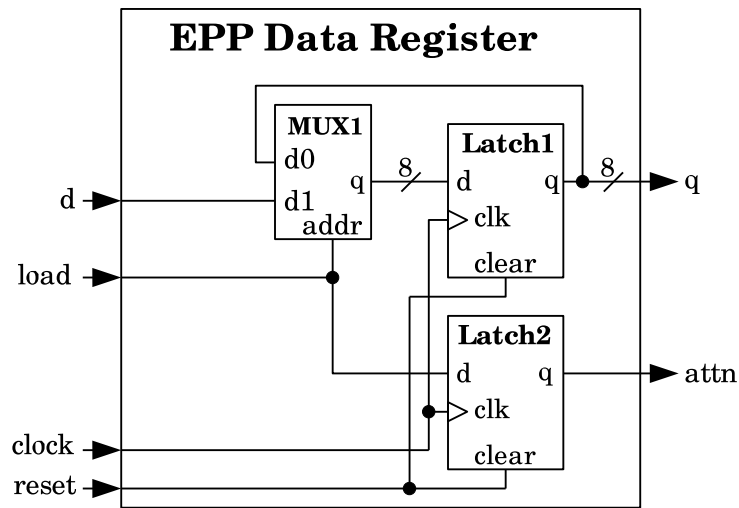 EPP Data Register
MUX1
d0
q
d1
addr
8
Latch1
d
q
clk
clear
8
q
d
load
Latch2
d
q
clk
clear
attn
clock
reset